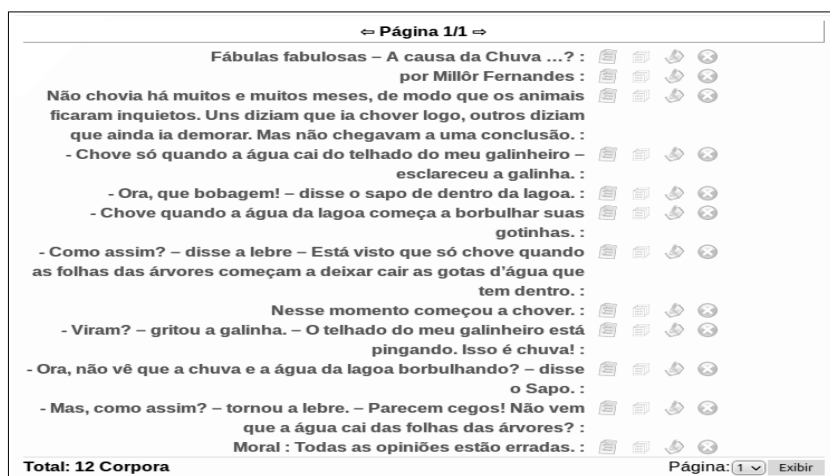 ⇦ Página 1/1 ⇨
Fábulas fabulosas – A causa da Chuva ...? :
por Millôr Fernandes :
Não chovia há muitos e muitos meses, de modo que os animais
ficaram inquietos. Uns diziam que ia chover logo, outros diziam
que ainda ia demorar. Mas não chegavam a uma conclusão. :
- Chove só quando a água cai do telhado do meu galinheiro –
esclareceu a galinha. :
- Ora, que bobagem! – disse o sapo de dentro da lagoa. :
- Chove quando a água da lagoa começa a borbulhar suas
gotinhas. :
- Como assim? – disse a lebre – Está visto que só chove quando
as folhas das árvores começam a deixar cair as gotas d'água que
tem dentro. :
Nesse momento começou a chover. :
- Viram? – gritou a galinha. – O telhado do meu galinheiro está
pingando. Isso é chuva! :
- Ora, não vê que a chuva e a água da lagoa borbulhando? – disse
o Sapo. :
- Mas, como assim? – tornou a lebre. – Parecem cegos! Não vem
que a água cai das folhas das árvores? :
Moral : Todas as opiniões estão erradas. :
Total: 12 Corpora Página: 1 Exibir